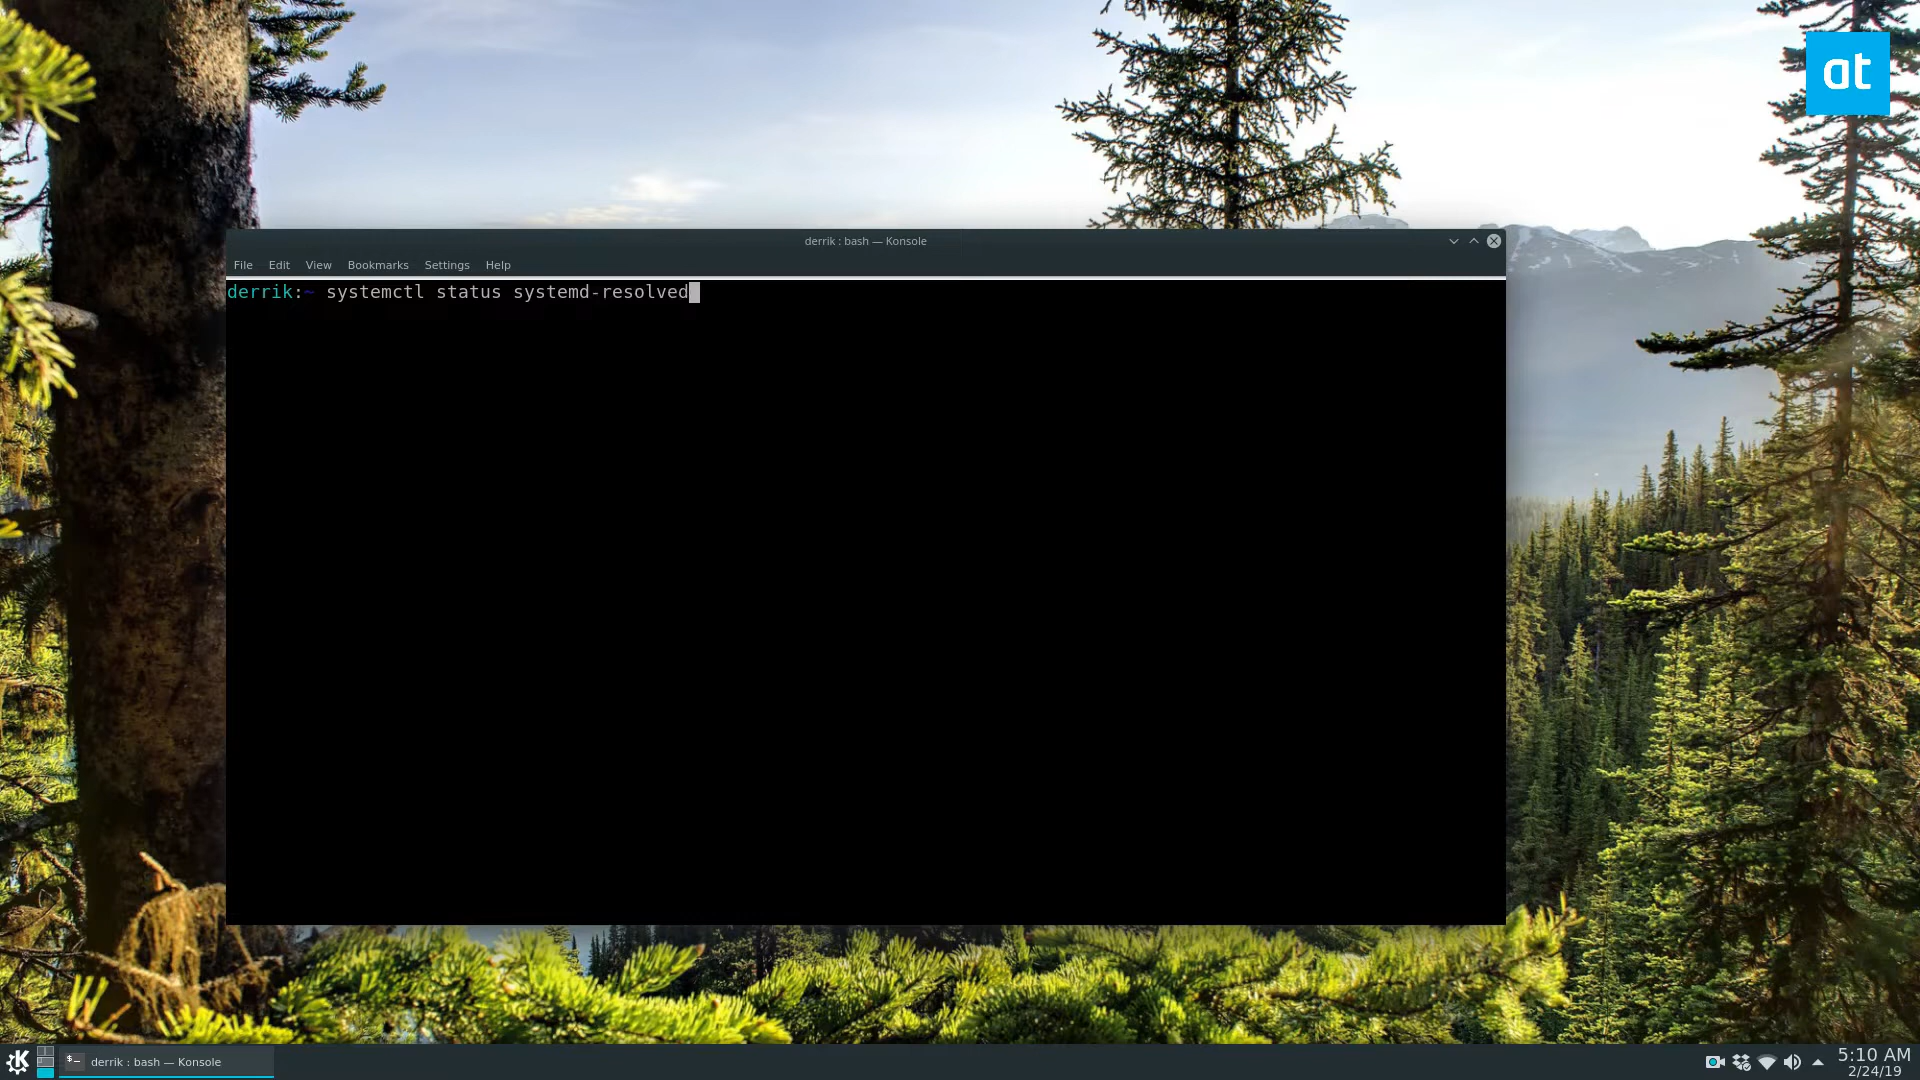 at
derrik : bash — Konsole
File Edit View Bookmarks Settings Help
derrik:~ systemctl status systemd-resolved
$_ derrik : bash — Konsole
5:10 AM
2/24/19